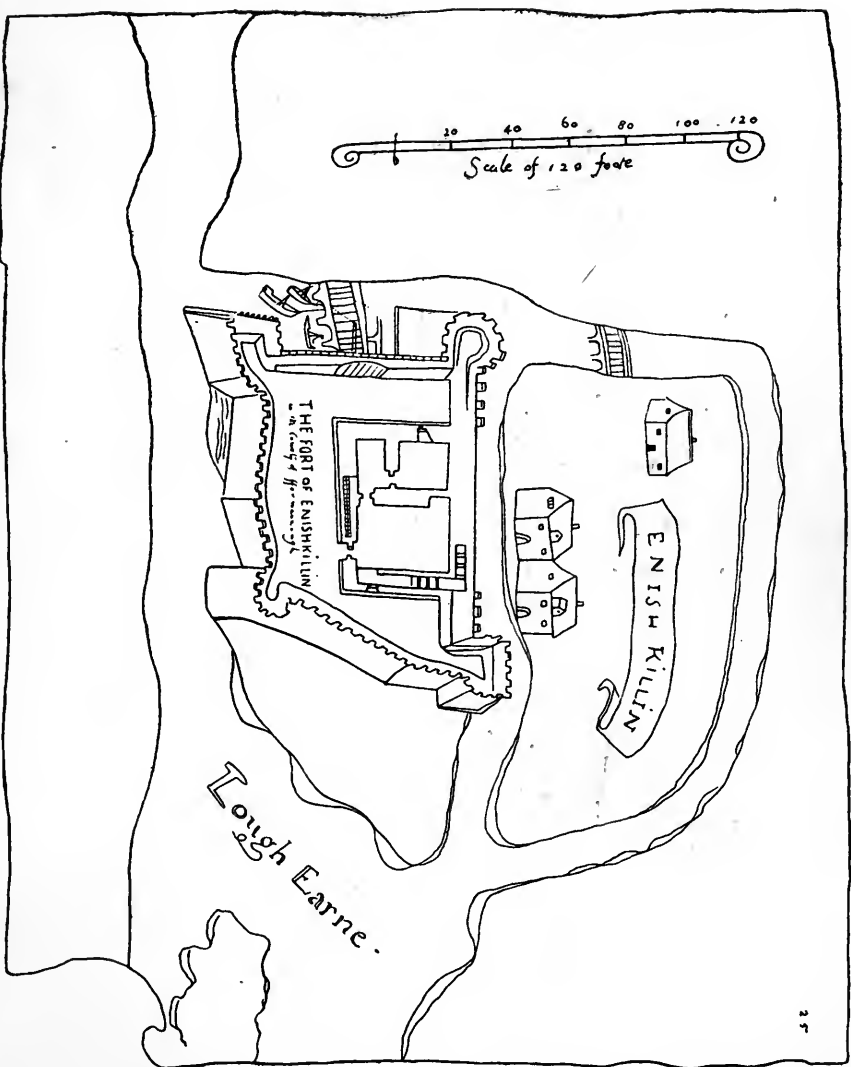 20 40 60 80 100 120
Scale of 120 foote
THE FORT OF ENISHKILLIN
in
ENISH KILLIN
Lough Earne.
25